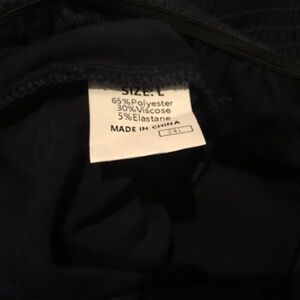 SIZE: L
65%Polyester
30%Viscose
5%Elastane
MADE IN CHINA